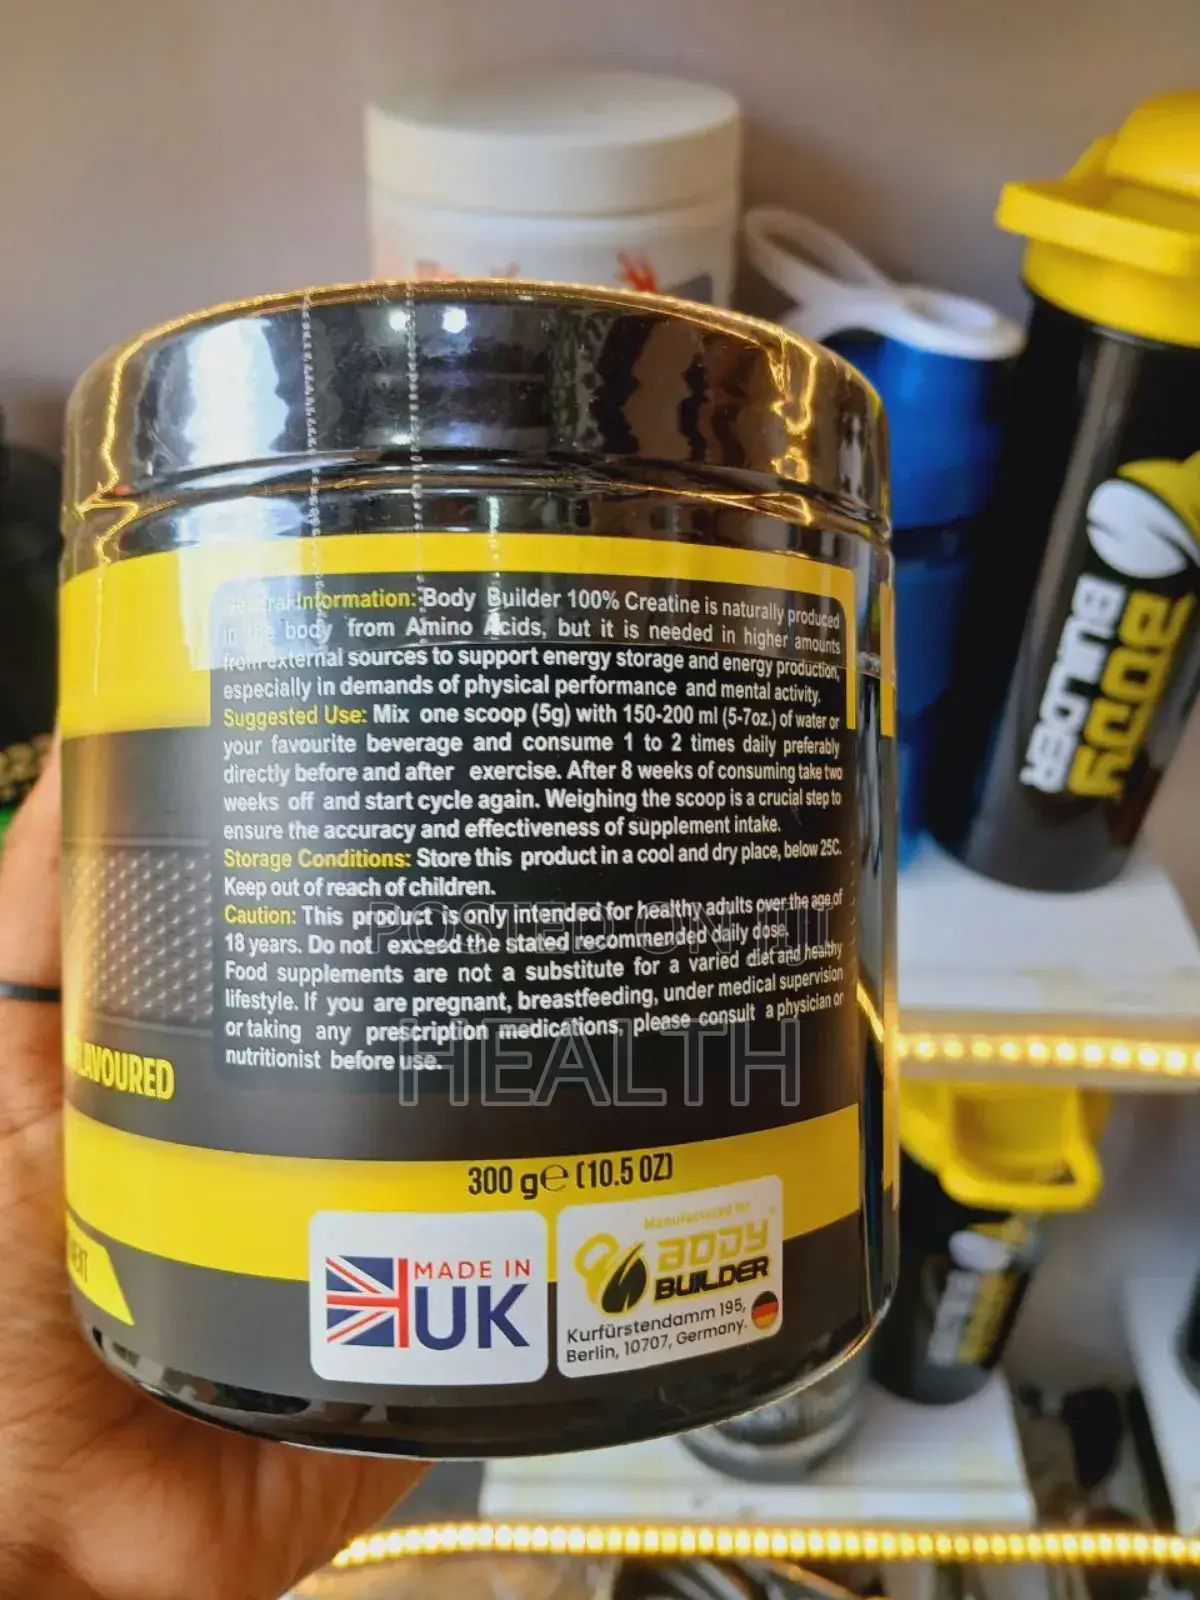 General Information: Body Builder 100% Creatine is naturally produced
in the body from Amino Acids, but it is needed in higher amounts
from external sources to support energy storage and energy production,
especially in demands of physical performance and mental activity.
Suggested Use: Mix one scoop (5g) with 150-200 ml (5-7oz.) of water or
your favourite beverage and consume 1 to 2 times daily preferably
directly before and after exercise. After 8 weeks of consuming take two
weeks off and start cycle again. Weighing the scoop is a crucial step to
ensure the accuracy and effectiveness of supplement intake.
Storage Conditions: Store this product in a cool and dry place, below 25C.
Keep out of reach of children.
Caution: This product is only intended for healthy adults over the age of
18 years. Do not exceed the stated recommended daily dose.
Food supplements are not a substitute for a varied diet and healthy
lifestyle. If you are pregnant, breastfeeding, under medical supervision
or taking any prescription medications, please consult a physician or
nutritionist before use.
POSTED ON JIJI
HEALTH
LAVOURED
300 g℮ (10.5 OZ)
MADE IN
UK
Manufactured for
BODY
BUILDER
Kurfürstendamm 195,
Berlin, 10707, Germany.
BODY
BUILDER